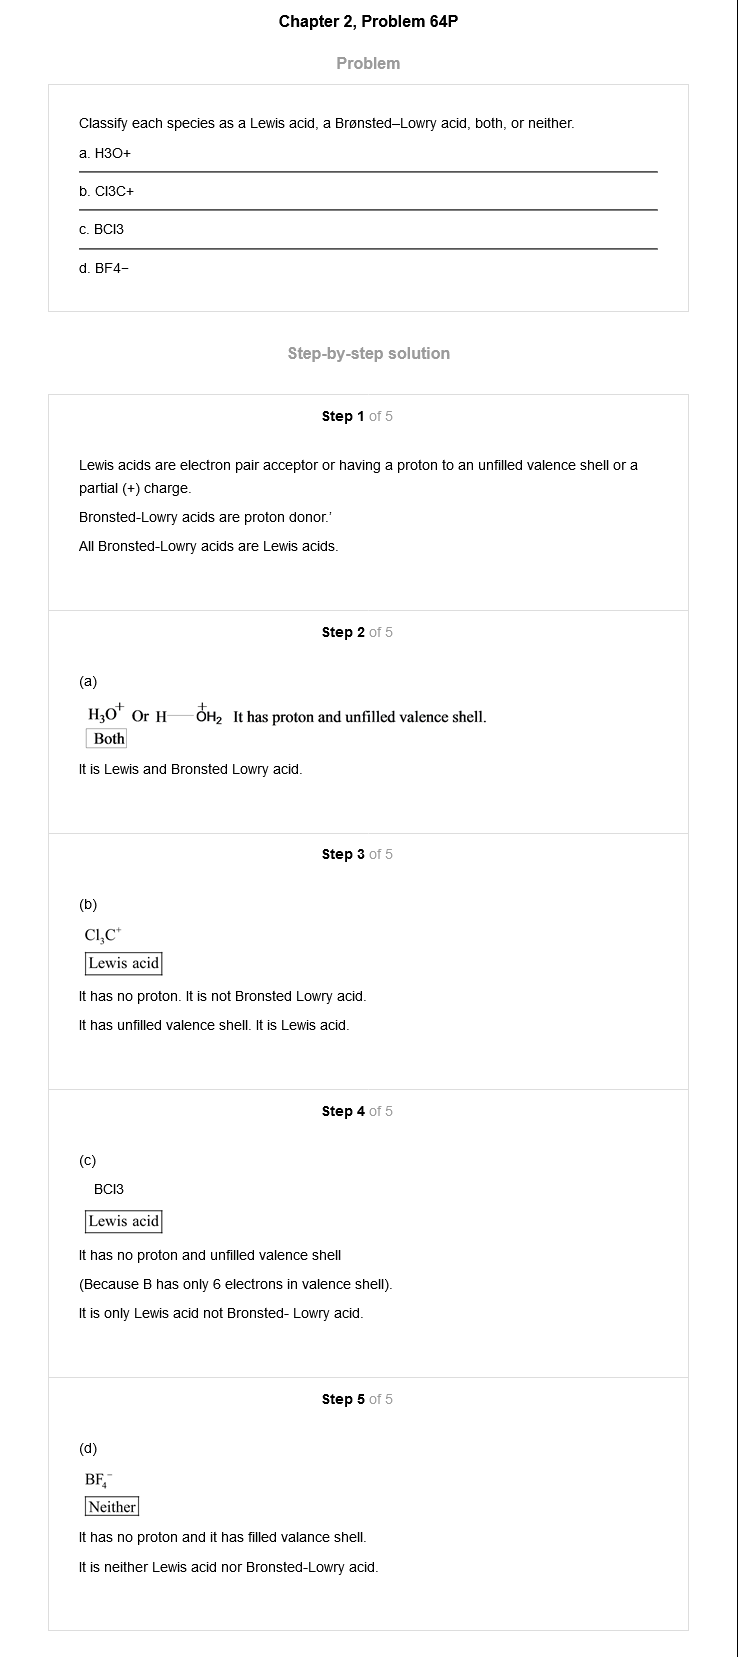 Chapter 2, Problem 64P
Problem
Classify each species as a Lewis acid, a Brønsted–Lowry acid, both, or neither.
a. H3O+
b. Cl3C+
c. BCl3
d. BF4−
Step-by-step solution
Step 1 of 5
Lewis acids are electron pair acceptor or having a proton to an unfilled valence shell or a
partial (+) charge.
Bronsted-Lowry acids are proton donor.’
All Bronsted-Lowry acids are Lewis acids.
Step 2 of 5
(a)
H₃O⁺ Or H—O⁺H₂ It has proton and unfilled valence shell.
Both
It is Lewis and Bronsted Lowry acid.
Step 3 of 5
(b)
Cl₃C⁺
Lewis acid
It has no proton. It is not Bronsted Lowry acid.
It has unfilled valence shell. It is Lewis acid.
Step 4 of 5
(c)
BCl3
Lewis acid
It has no proton and unfilled valence shell
(Because B has only 6 electrons in valence shell).
It is only Lewis acid not Bronsted- Lowry acid.
Step 5 of 5
(d)
BF₄⁻
Neither
It has no proton and it has filled valance shell.
It is neither Lewis acid nor Bronsted-Lowry acid.